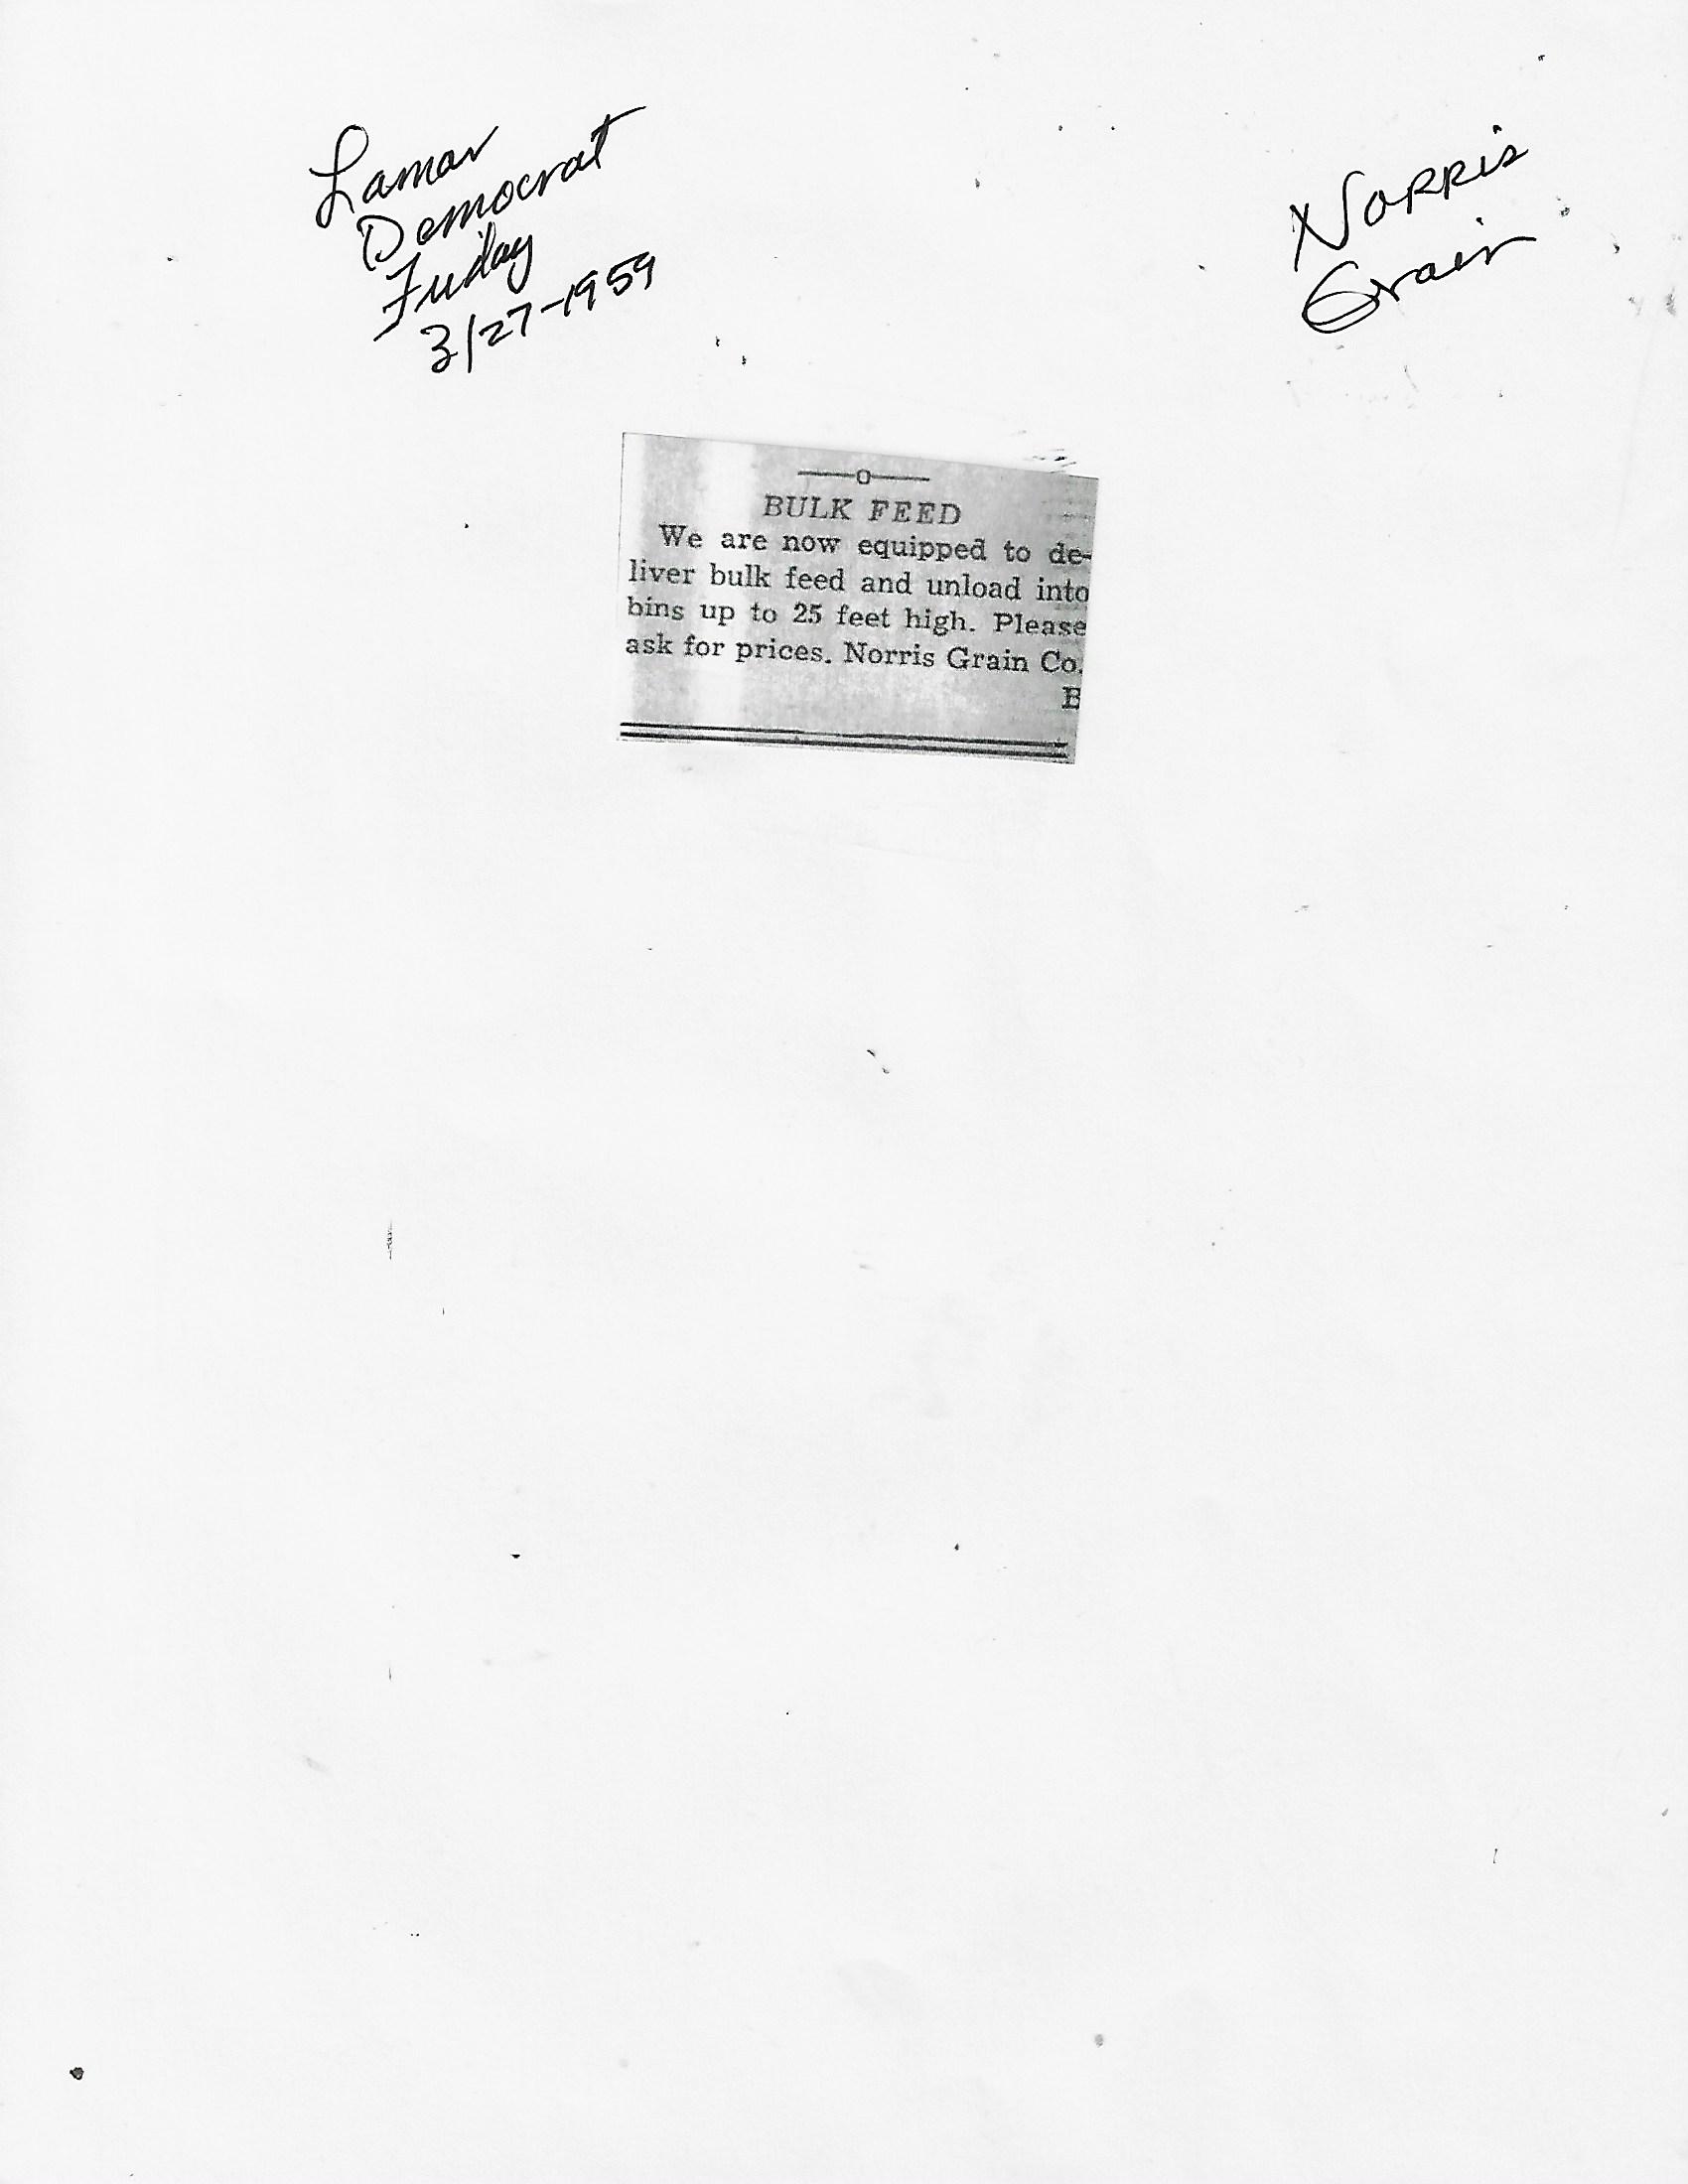 Lamar
Democrat
Friday
3/27-1959
Norris
Grain
BULK FEED
We are now equipped to de-
liver bulk feed and unload into
bins up to 25 feet high. Please
ask for prices. Norris Grain Co.
B